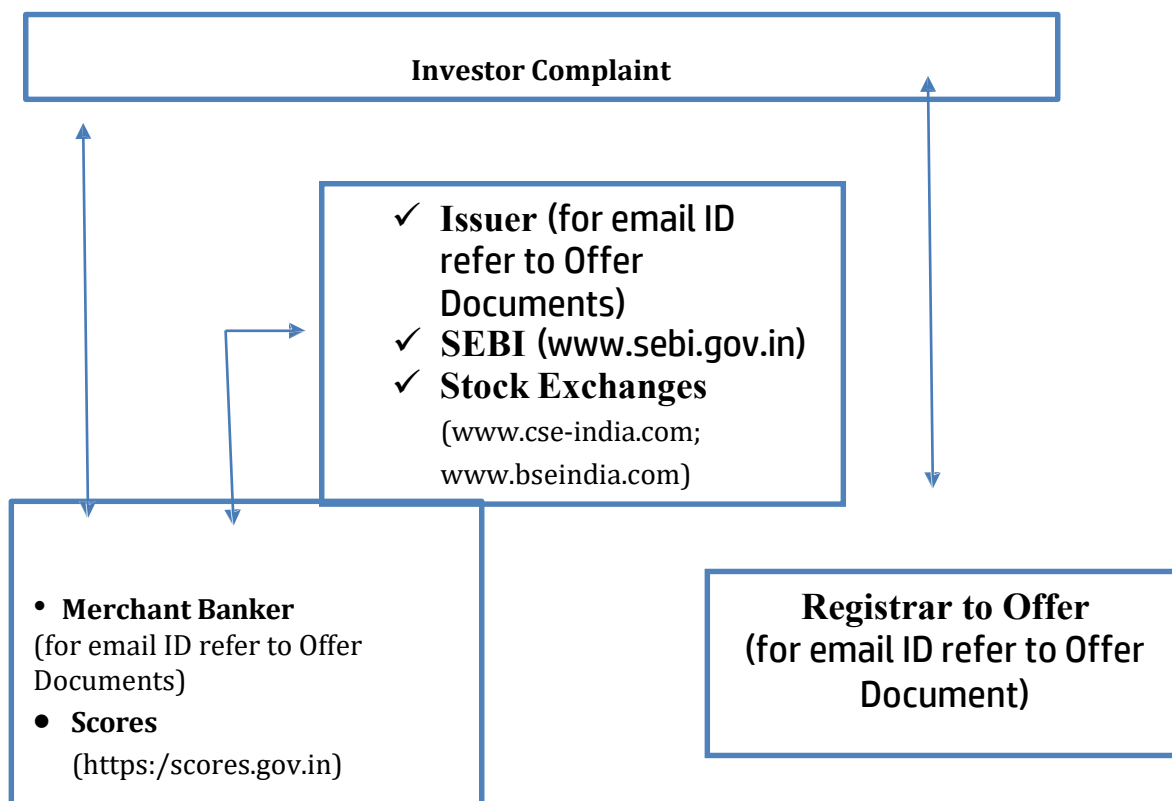 Investor Complaint
✓ Issuer (for email ID
refer to Offer
Documents)
✓ SEBI (www.sebi.gov.in)
✓ Stock Exchanges
(www.cse-india.com;
www.bseindia.com)
• Merchant Banker
(for email ID refer to Offer
Documents)
• Scores
(https:/scores.gov.in)
Registrar to Offer
(for email ID refer to Offer
Document)